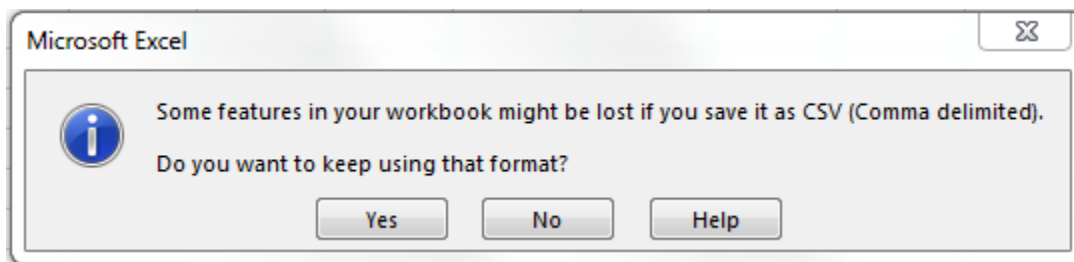 Microsoft Excel
Some features in your workbook might be lost if you save it as CSV (Comma delimited).
Do you want to keep using that format?
Yes No Help